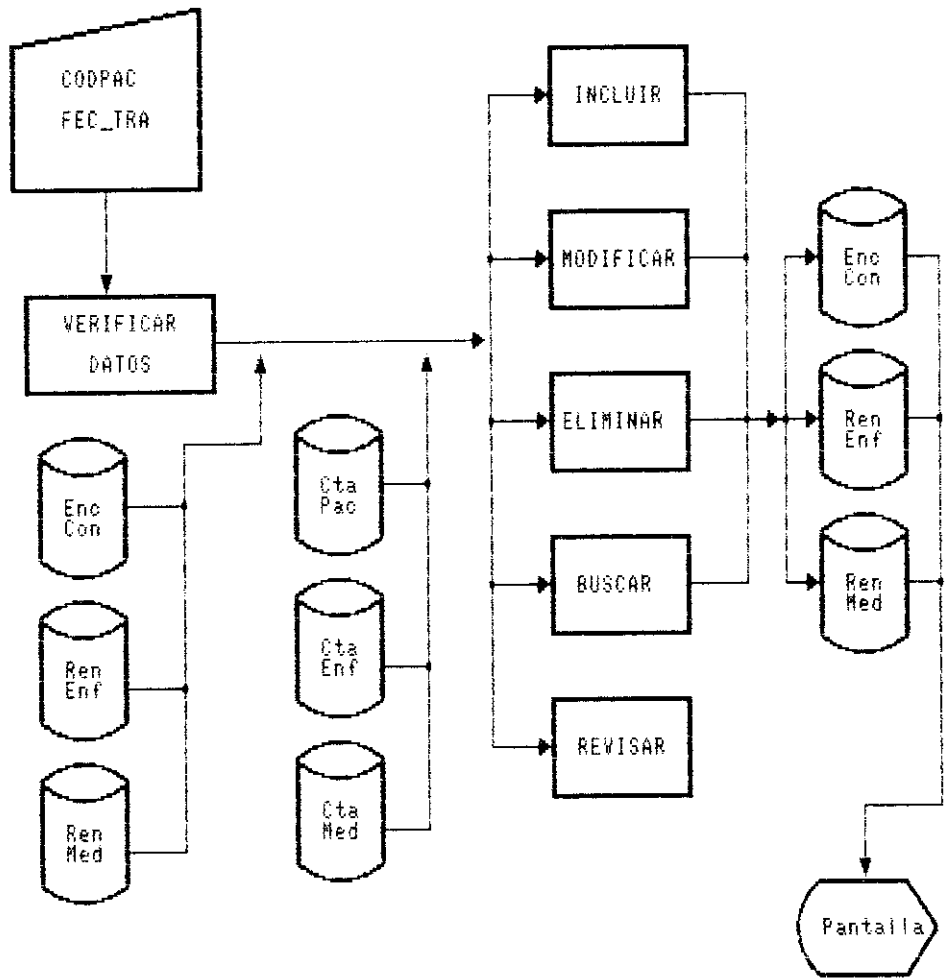 CODPAC
FEC_TRA
VERIFICAR
DATOS
Enc
Con
Ren
Enf
Ren
Med
Cta
Pac
Cta
Enf
Cta
Med
INCLUIR
MODIFICAR
ELIMINAR
BUSCAR
REVISAR
Enc
Con
Ren
Enf
Ren
Med
Pantalla